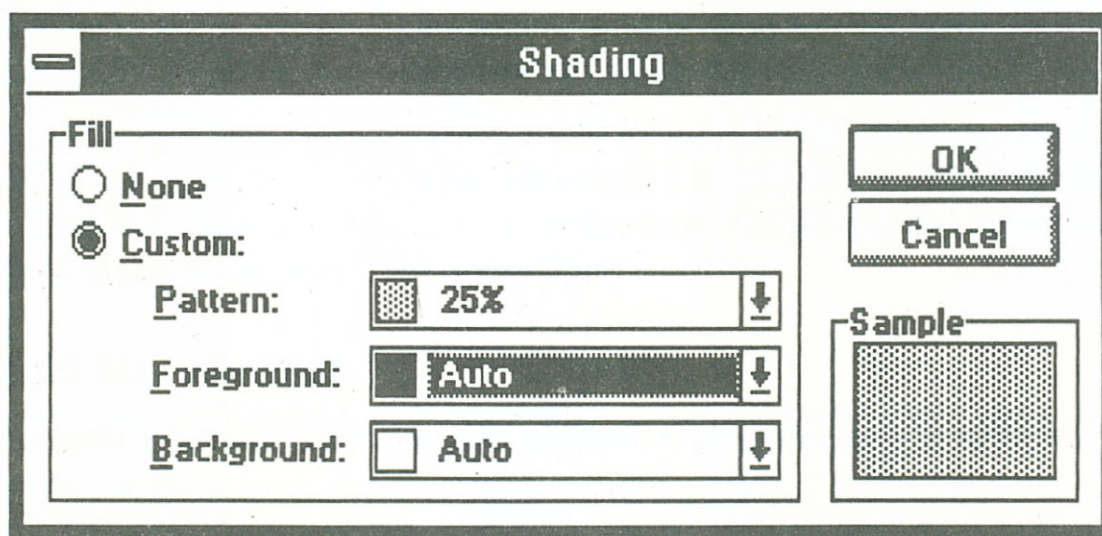 Shading
Fill
None
Custom:
Pattern: 25%
Foreground: Auto
Background: Auto
OK
Cancel
Sample